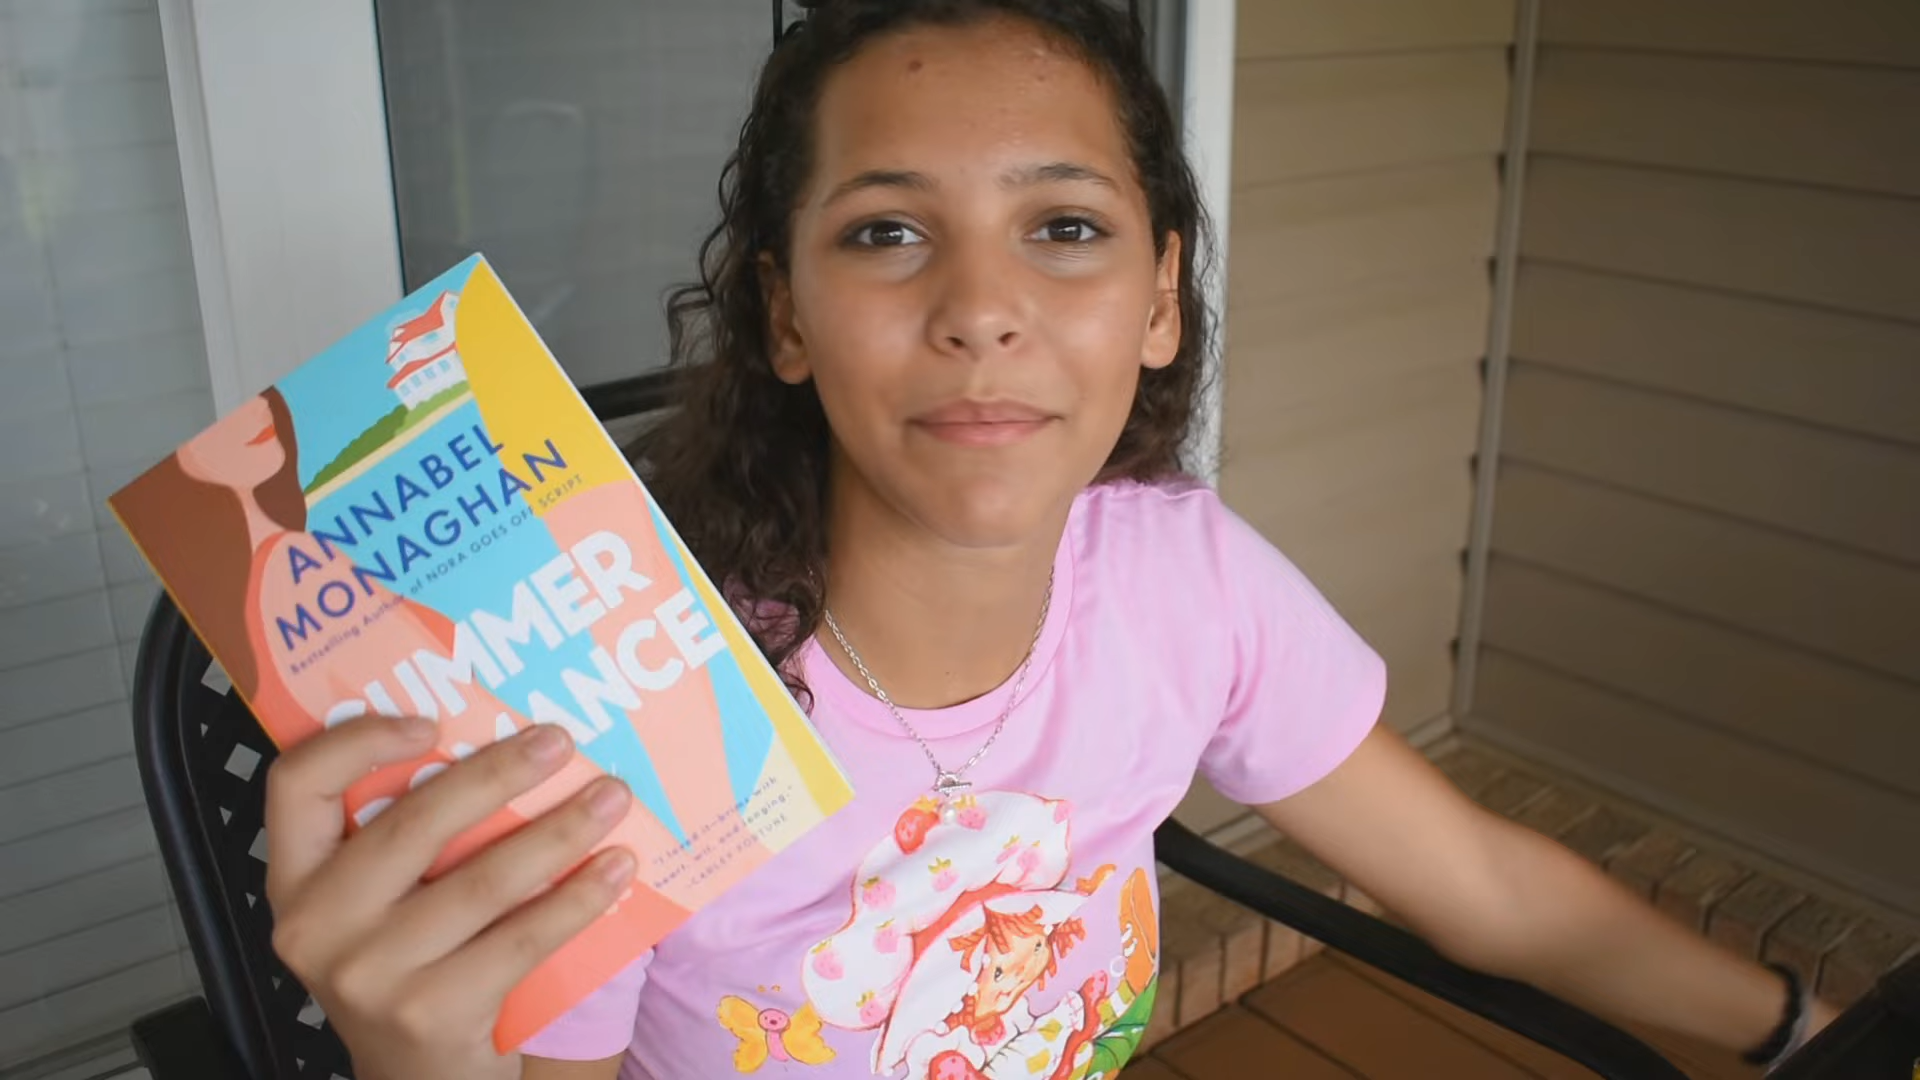 ANNABEL
MONAGHAN
Bestselling Author of NORA GOES OFF SCRIPT
SUMMER
MANCE
"I loved it—brims with
heart, wit, and longing."
—CARLEY FORTUNE